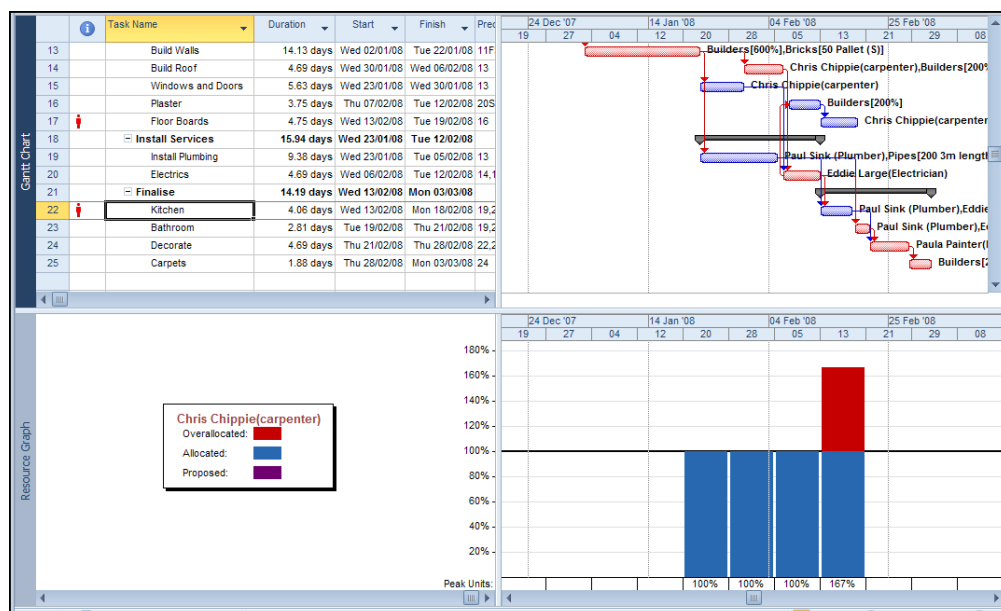 Task Name Duration Start Finish Prec
24 Dec '07 14 Jan '08 04 Feb '08 25 Feb '08
19 27 04 12 20 28 05 13 21 29 08
13 Build Walls 14.13 days Wed 02/01/08 Tue 22/01/08 11F Builders[600%],Bricks[50 Pallet (S)]
14 Build Roof 4.69 days Wed 30/01/08 Wed 06/02/08 13 Chris Chippie(carpenter),Builders[200%
15 Windows and Doors 5.63 days Wed 23/01/08 Wed 30/01/08 13 Chris Chippie(carpenter)
16 Plaster 3.75 days Thu 07/02/08 Tue 12/02/08 20S Builders[200%]
17 Floor Boards 4.75 days Wed 13/02/08 Tue 19/02/08 16 Chris Chippie(carpenter
18 Install Services 15.94 days Wed 23/01/08 Tue 12/02/08
19 Install Plumbing 9.38 days Wed 23/01/08 Tue 05/02/08 13 Paul Sink (Plumber),Pipes[200 3m length
20 Electrics 4.69 days Wed 06/02/08 Tue 12/02/08 14,1 Eddie Large(Electrician)
21 Finalise 14.19 days Wed 13/02/08 Mon 03/03/08
22 Kitchen 4.06 days Wed 13/02/08 Mon 18/02/08 19,2 Paul Sink (Plumber),Eddie
23 Bathroom 2.81 days Tue 19/02/08 Thu 21/02/08 19,2 Paul Sink (Plumber),E
24 Decorate 4.69 days Thu 21/02/08 Thu 28/02/08 22,2 Paula Painter(
25 Carpets 1.88 days Thu 28/02/08 Mon 03/03/08 24 Builders[2
Gantt Chart
24 Dec '07 14 Jan '08 04 Feb '08 25 Feb '08
19 27 04 12 20 28 05 13 21 29 08
180%
160%
140%
120%
100%
80%
60%
40%
20%
Chris Chippie(carpenter)
Overallocated:
Allocated:
Proposed:
Resource Graph
Peak Units: 100% 100% 100% 167%